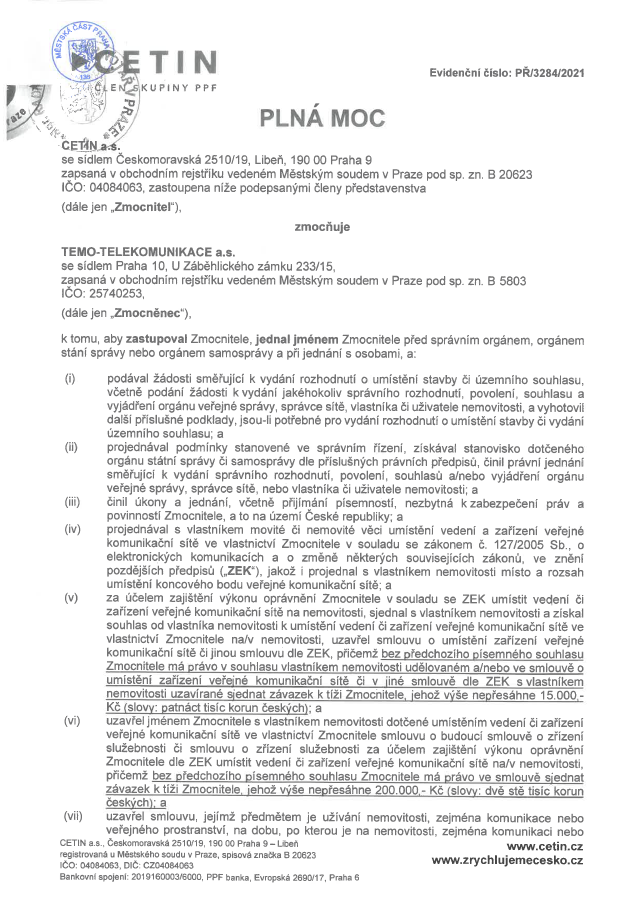 MĚSTSKÁ ČÁST PRAHA
CETIN
ČLEN SKUPINY PPF
Evidenční číslo: PŘ/3284/2021
PLNÁ MOC
CETIN a.s.
se sídlem Českomoravská 2510/19, Libeň, 190 00 Praha 9
zapsaná v obchodním rejstříku vedeném Městským soudem v Praze pod sp. zn. B 20623
IČO: 04084063, zastoupena níže podepsanými členy představenstva
(dále jen „Zmocnitel"),
zmocňuje
TEMO-TELEKOMUNIKACE a.s.
se sídlem Praha 10, U Záběhlického zámku 233/15,
zapsaná v obchodním rejstříku vedeném Městským soudem v Praze pod sp. zn. B 5803
IČO: 25740253,
(dále jen „Zmocněnec"),
k tomu, aby zastupoval Zmocnitele, jednal jménem Zmocnitele před správním orgánem, orgánem
stání správy nebo orgánem samosprávy a při jednání s osobami, a:
(i) podával žádosti směřující k vydání rozhodnutí o umístění stavby či územního souhlasu,
včetně podání žádosti k vydání jakéhokoliv správního rozhodnutí, povolení, souhlasu a
vyjádření orgánu veřejné správy, správce sítě, vlastníka či uživatele nemovitosti, a vyhotovil
další příslušné podklady, jsou-li potřebné pro vydání rozhodnutí o umístění stavby či vydání
územního souhlasu; a
(ii) projednával podmínky stanovené ve správním řízení, získával stanovisko dotčeného
orgánu státní správy či samosprávy dle příslušných právních předpisů, činil právní jednání
směřující k vydání správního rozhodnutí, povolení, souhlasů a/nebo vyjádření orgánu
veřejné správy, správce sítě, nebo vlastníka či uživatele nemovitosti; a
(iii) činil úkony a jednání, včetně přijímání písemností, nezbytná k zabezpečení práv a
povinností Zmocnitele, a to na území České republiky; a
(iv) projednával s vlastníkem movité či nemovité věci umístění vedení a zařízení veřejné
komunikační sítě ve vlastnictví Zmocnitele v souladu se zákonem č. 127/2005 Sb., o
elektronických komunikacích a o změně některých souvisejících zákonů, ve znění
pozdějších předpisů („ZEK"), jakož i projednal s vlastníkem nemovitosti místo a rozsah
umístění koncového bodu veřejné komunikační sítě; a
(v) za účelem zajištění výkonu oprávnění Zmocnitele v souladu se ZEK umístit vedení či
zařízení veřejné komunikační sítě na nemovitosti, sjednal s vlastníkem nemovitosti a získal
souhlas od vlastníka nemovitosti k umístění vedení či zařízení veřejné komunikační sítě ve
vlastnictví Zmocnitele na/v nemovitosti, uzavřel smlouvu o umístění zařízení veřejné
komunikační sítě či jinou smlouvu dle ZEK, přičemž bez předchozího písemného souhlasu
Zmocnitele má právo v souhlasu vlastníkem nemovitosti udělovaném a/nebo ve smlouvě o
umístění zařízení veřejné komunikační sítě či v jiné smlouvě dle ZEK s vlastníkem
nemovitosti uzavírané sjednat závazek k tíži Zmocnitele, jehož výše nepřesáhne 15.000,-
Kč (slovy: patnáct tisíc korun českých); a
(vi) uzavřel jménem Zmocnitele s vlastníkem nemovitosti dotčené umístěním vedení či zařízení
veřejné komunikační sítě ve vlastnictví Zmocnitele smlouvu o budoucí smlouvě o zřízení
služebnosti či smlouvu o zřízení služebnosti za účelem zajištění výkonu oprávnění
Zmocnitele dle ZEK umístit vedení či zařízení veřejné komunikační sítě na/v nemovitosti,
přičemž bez předchozího písemného souhlasu Zmocnitele má právo ve smlouvě sjednat
závazek k tíži Zmocnitele, jehož výše nepřesáhne 200.000,- Kč (slovy: dvě stě tisíc korun
českých); a
(vii) uzavřel smlouvu, jejímž předmětem je užívání nemovitosti, zejména komunikace nebo
veřejného prostranství, na dobu, po kterou je na nemovitosti, zejména komunikaci nebo
CETIN a.s., Českomoravská 2510/19, 190 00 Praha 9 – Libeň
registrovaná u Městského soudu v Praze, spisová značka B 20623
IČO: 04084063, DIČ: CZ04084063
Bankovní spojení: 2019160003/6000, PPF banka, Evropská 2690/17, Praha 6
www.cetin.cz
www.zrychlujemecesko.cz